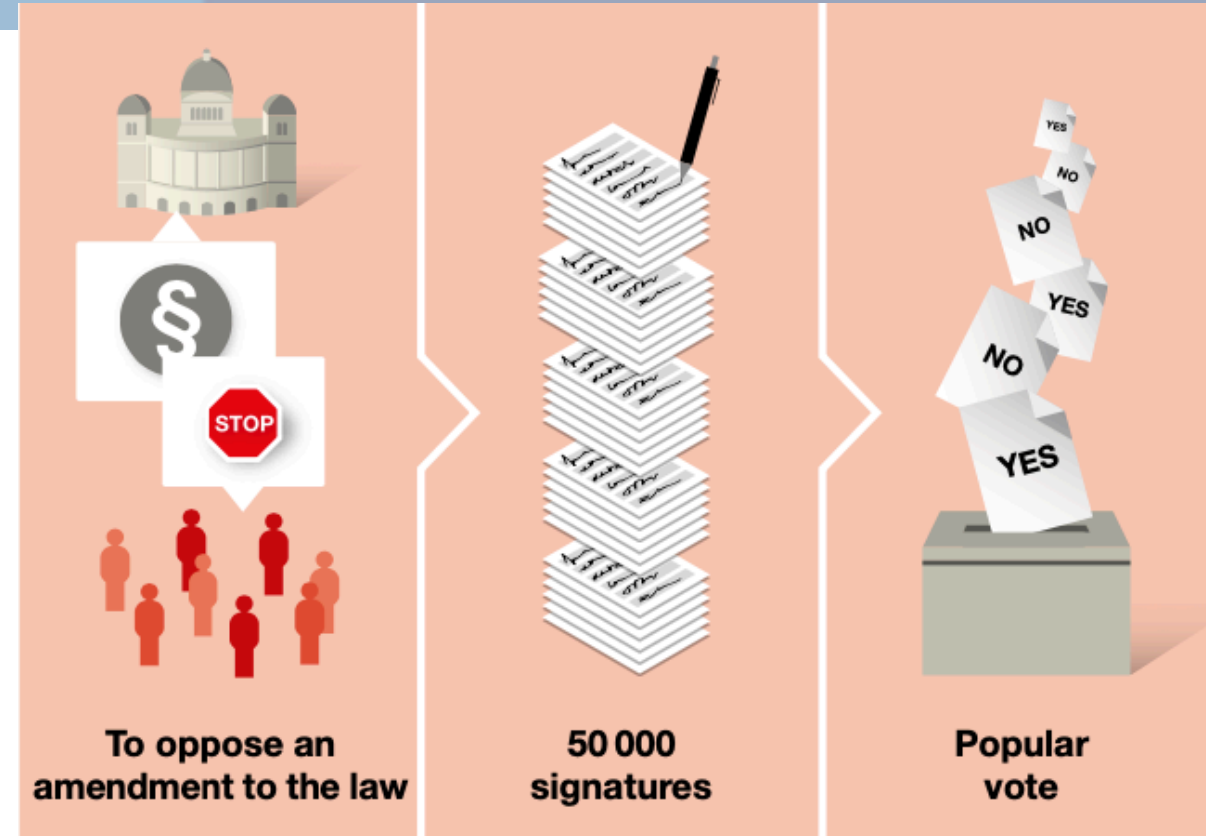 §
STOP
To oppose an
amendment to the law
50 000
signatures
YES
NO
NO
YES
NO
YES
Popular
vote